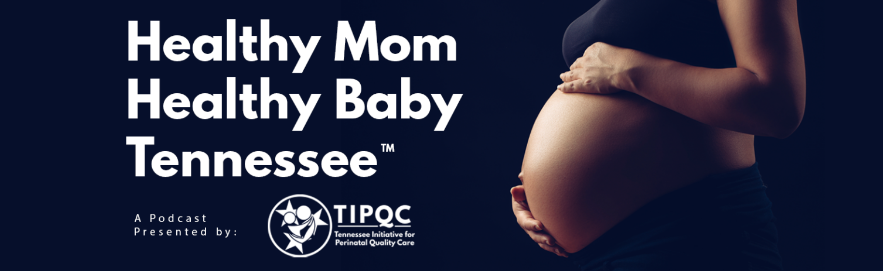 Healthy Mom
Healthy Baby
Tennessee™
A Podcast
Presented by:
TIPQC
Tennessee Initiative for
Perinatal Quality Care